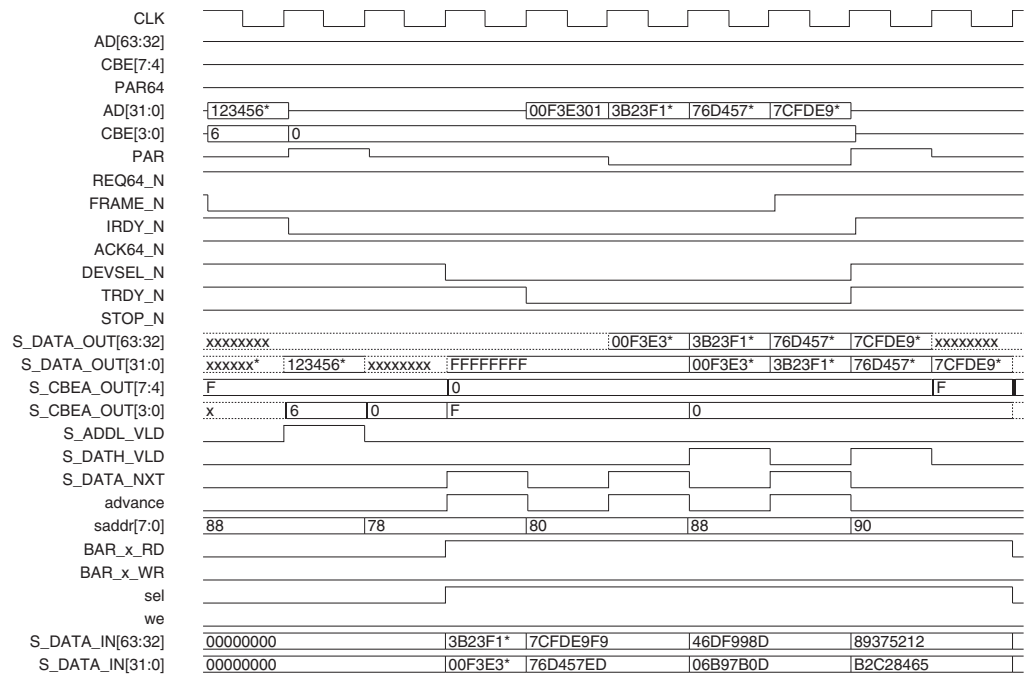 CLK
AD[63:32]
CBE[7:4]
PAR64
AD[31:0] 123456* 00F3E301 3B23F1* 76D457* 7CFDE9*
CBE[3:0] 6 0
PAR
REQ64_N
FRAME_N
IRDY_N
ACK64_N
DEVSEL_N
TRDY_N
STOP_N
S_DATA_OUT[63:32] xxxxxxxx 00F3E3* 3B23F1* 76D457* 7CFDE9* xxxxxxxx
S_DATA_OUT[31:0] xxxxxx* 123456* xxxxxxxx FFFFFFFF 00F3E3* 3B23F1* 76D457* 7CFDE9*
S_CBEA_OUT[7:4] F 0 F
S_CBEA_OUT[3:0] x 6 0 F 0
S_ADDL_VLD
S_DATH_VLD
S_DATA_NXT
advance
saddr[7:0] 88 78 80 88 90
BAR_x_RD
BAR_x_WR
sel
we
S_DATA_IN[63:32] 00000000 3B23F1* 7CFDE9F9 46DF998D 89375212
S_DATA_IN[31:0] 00000000 00F3E3* 76D457ED 06B97B0D B2C28465